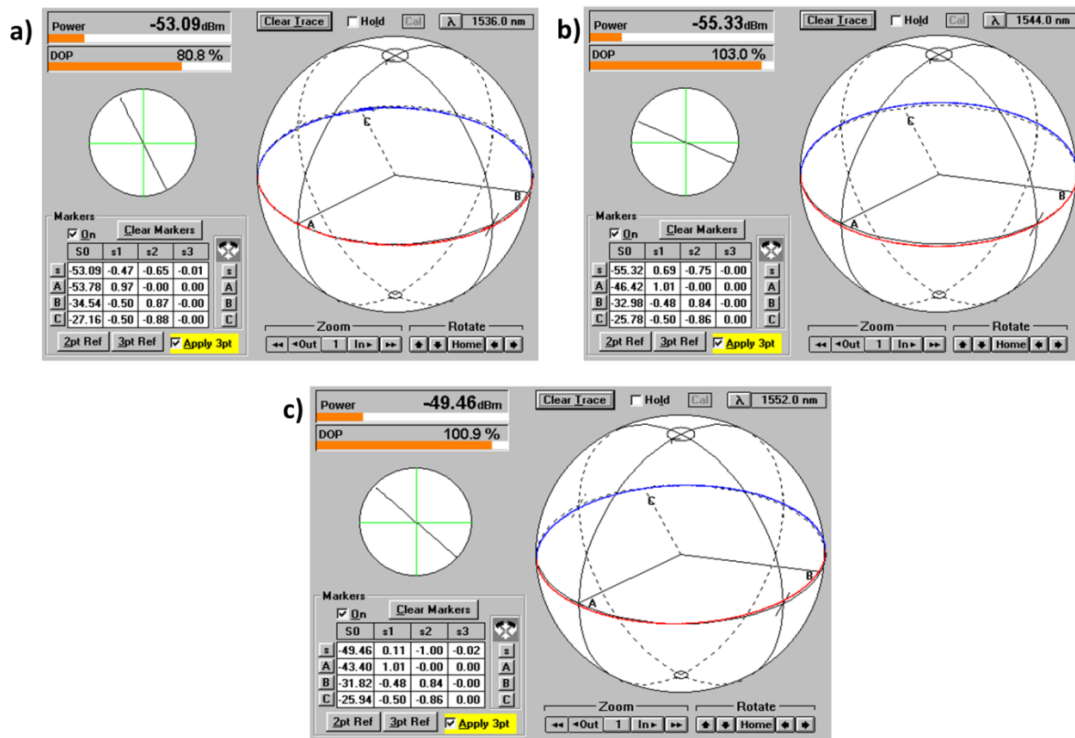 a)
Power -53.09dBm
DOP 80.8 %
Clear Trace Hold Cal λ 1536.0 nm
C
A
B
Markers
On Clear Markers
S0 s1 s2 s3
s -53.09 -0.47 -0.65 -0.01 s
A -53.78 0.97 -0.00 0.00 A
B -34.54 -0.50 0.87 -0.00 B
C -27.16 -0.50 -0.88 -0.00 C
2pt Ref 3pt Ref Apply 3pt
Zoom Rotate
Out 1 In Home
b)
Power -55.33dBm
DOP 103.0 %
Clear Trace Hold Cal λ 1544.0 nm
C
A
B
Markers
On Clear Markers
S0 s1 s2 s3
s -55.32 0.69 -0.75 -0.00 s
A -46.42 1.01 -0.00 0.00 A
B -32.98 -0.48 0.84 -0.00 B
C -25.78 -0.50 -0.86 0.00 C
2pt Ref 3pt Ref Apply 3pt
Zoom Rotate
Out 1 In Home
c)
Power -49.46dBm
DOP 100.9 %
Clear Trace Hold Cal λ 1552.0 nm
C
A
B
Markers
On Clear Markers
S0 s1 s2 s3
s -49.46 0.11 -1.00 -0.02 s
A -43.40 1.01 -0.00 0.00 A
B -31.82 -0.48 0.84 -0.00 B
C -25.94 -0.50 -0.86 0.00 C
2pt Ref 3pt Ref Apply 3pt
Zoom Rotate
Out 1 In Home